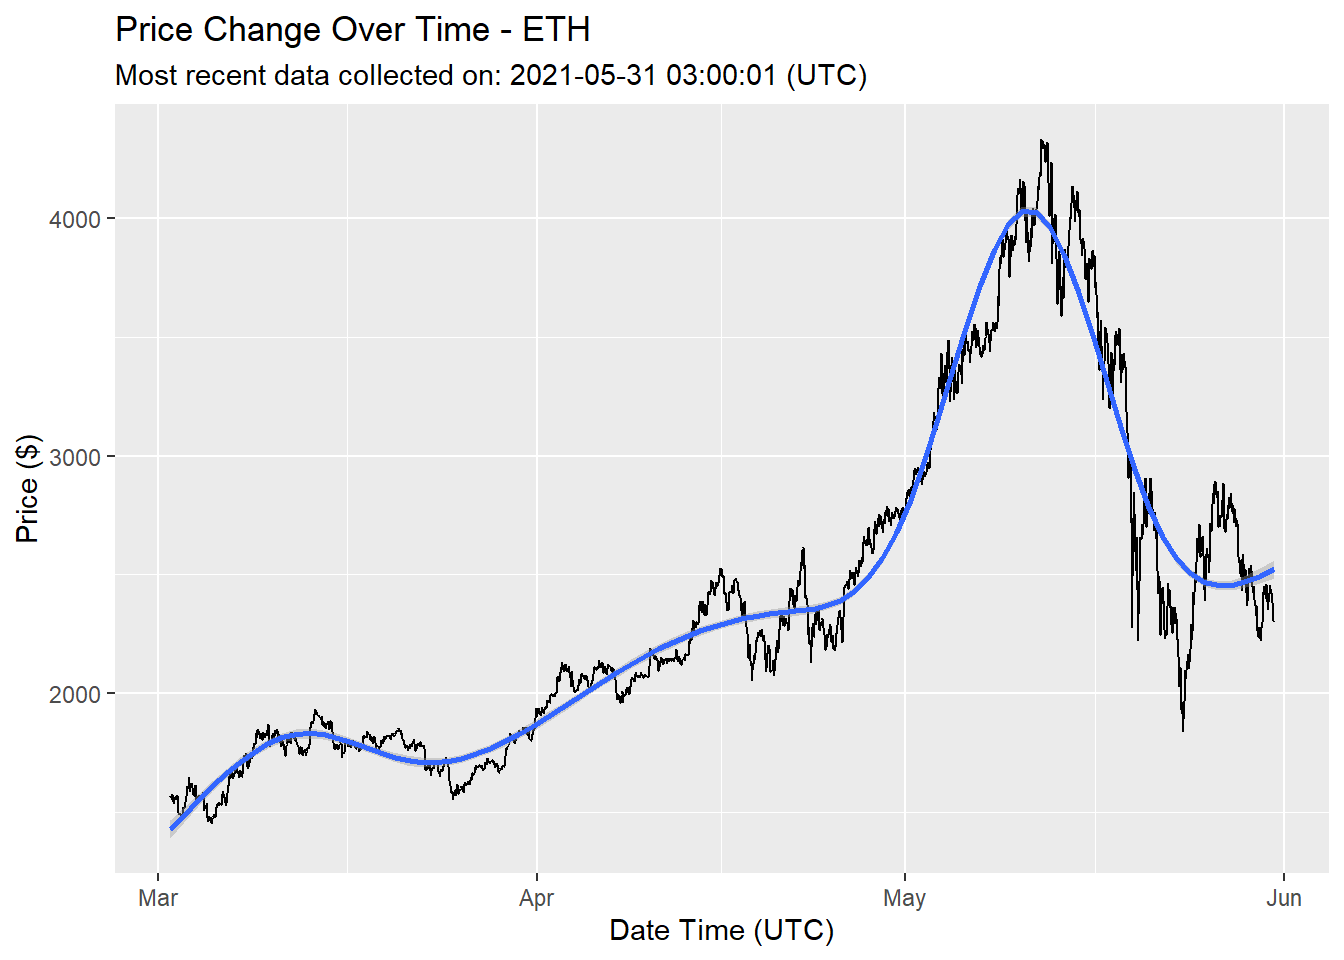 Price Change Over Time - ETH
Most recent data collected on: 2021-05-31 03:00:01 (UTC)
Price ($)
4000
3000
2000
Mar
Apr
May
Jun
Date Time (UTC)